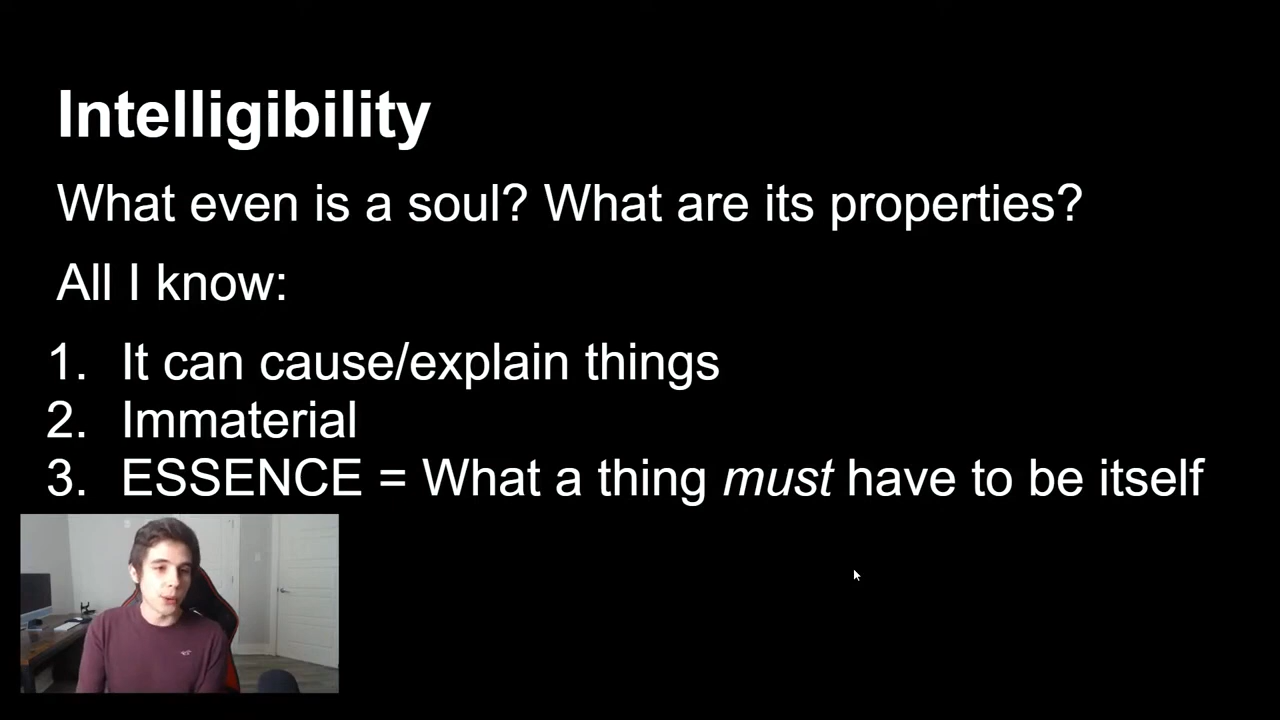 Intelligibility
What even is a soul? What are its properties?
All I know:
1. It can cause/explain things
2. Immaterial
3. ESSENCE = What a thing must have to be itself